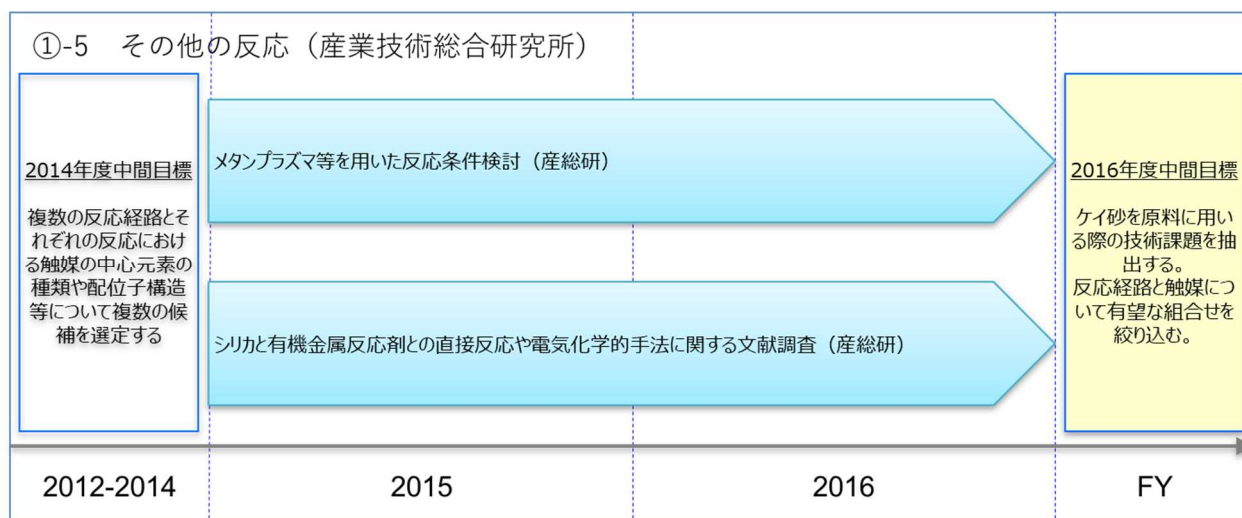 ①-5　その他の反応（産業技術総合研究所）
2014年度中間目標
複数の反応経路とそ
れぞれの反応におけ
る触媒の中心元素の
種類や配位子構造
等について複数の候
補を選定する
メタンプラズマ等を用いた反応条件検討（産総研）
シリカと有機金属反応剤との直接反応や電気化学的手法に関する文献調査（産総研）
2016年度中間目標
ケイ砂を原料に用い
る際の技術課題を抽
出する。
反応経路と触媒につ
いて有望な組合せを
絞り込む。
2012-2014
2015
2016
FY